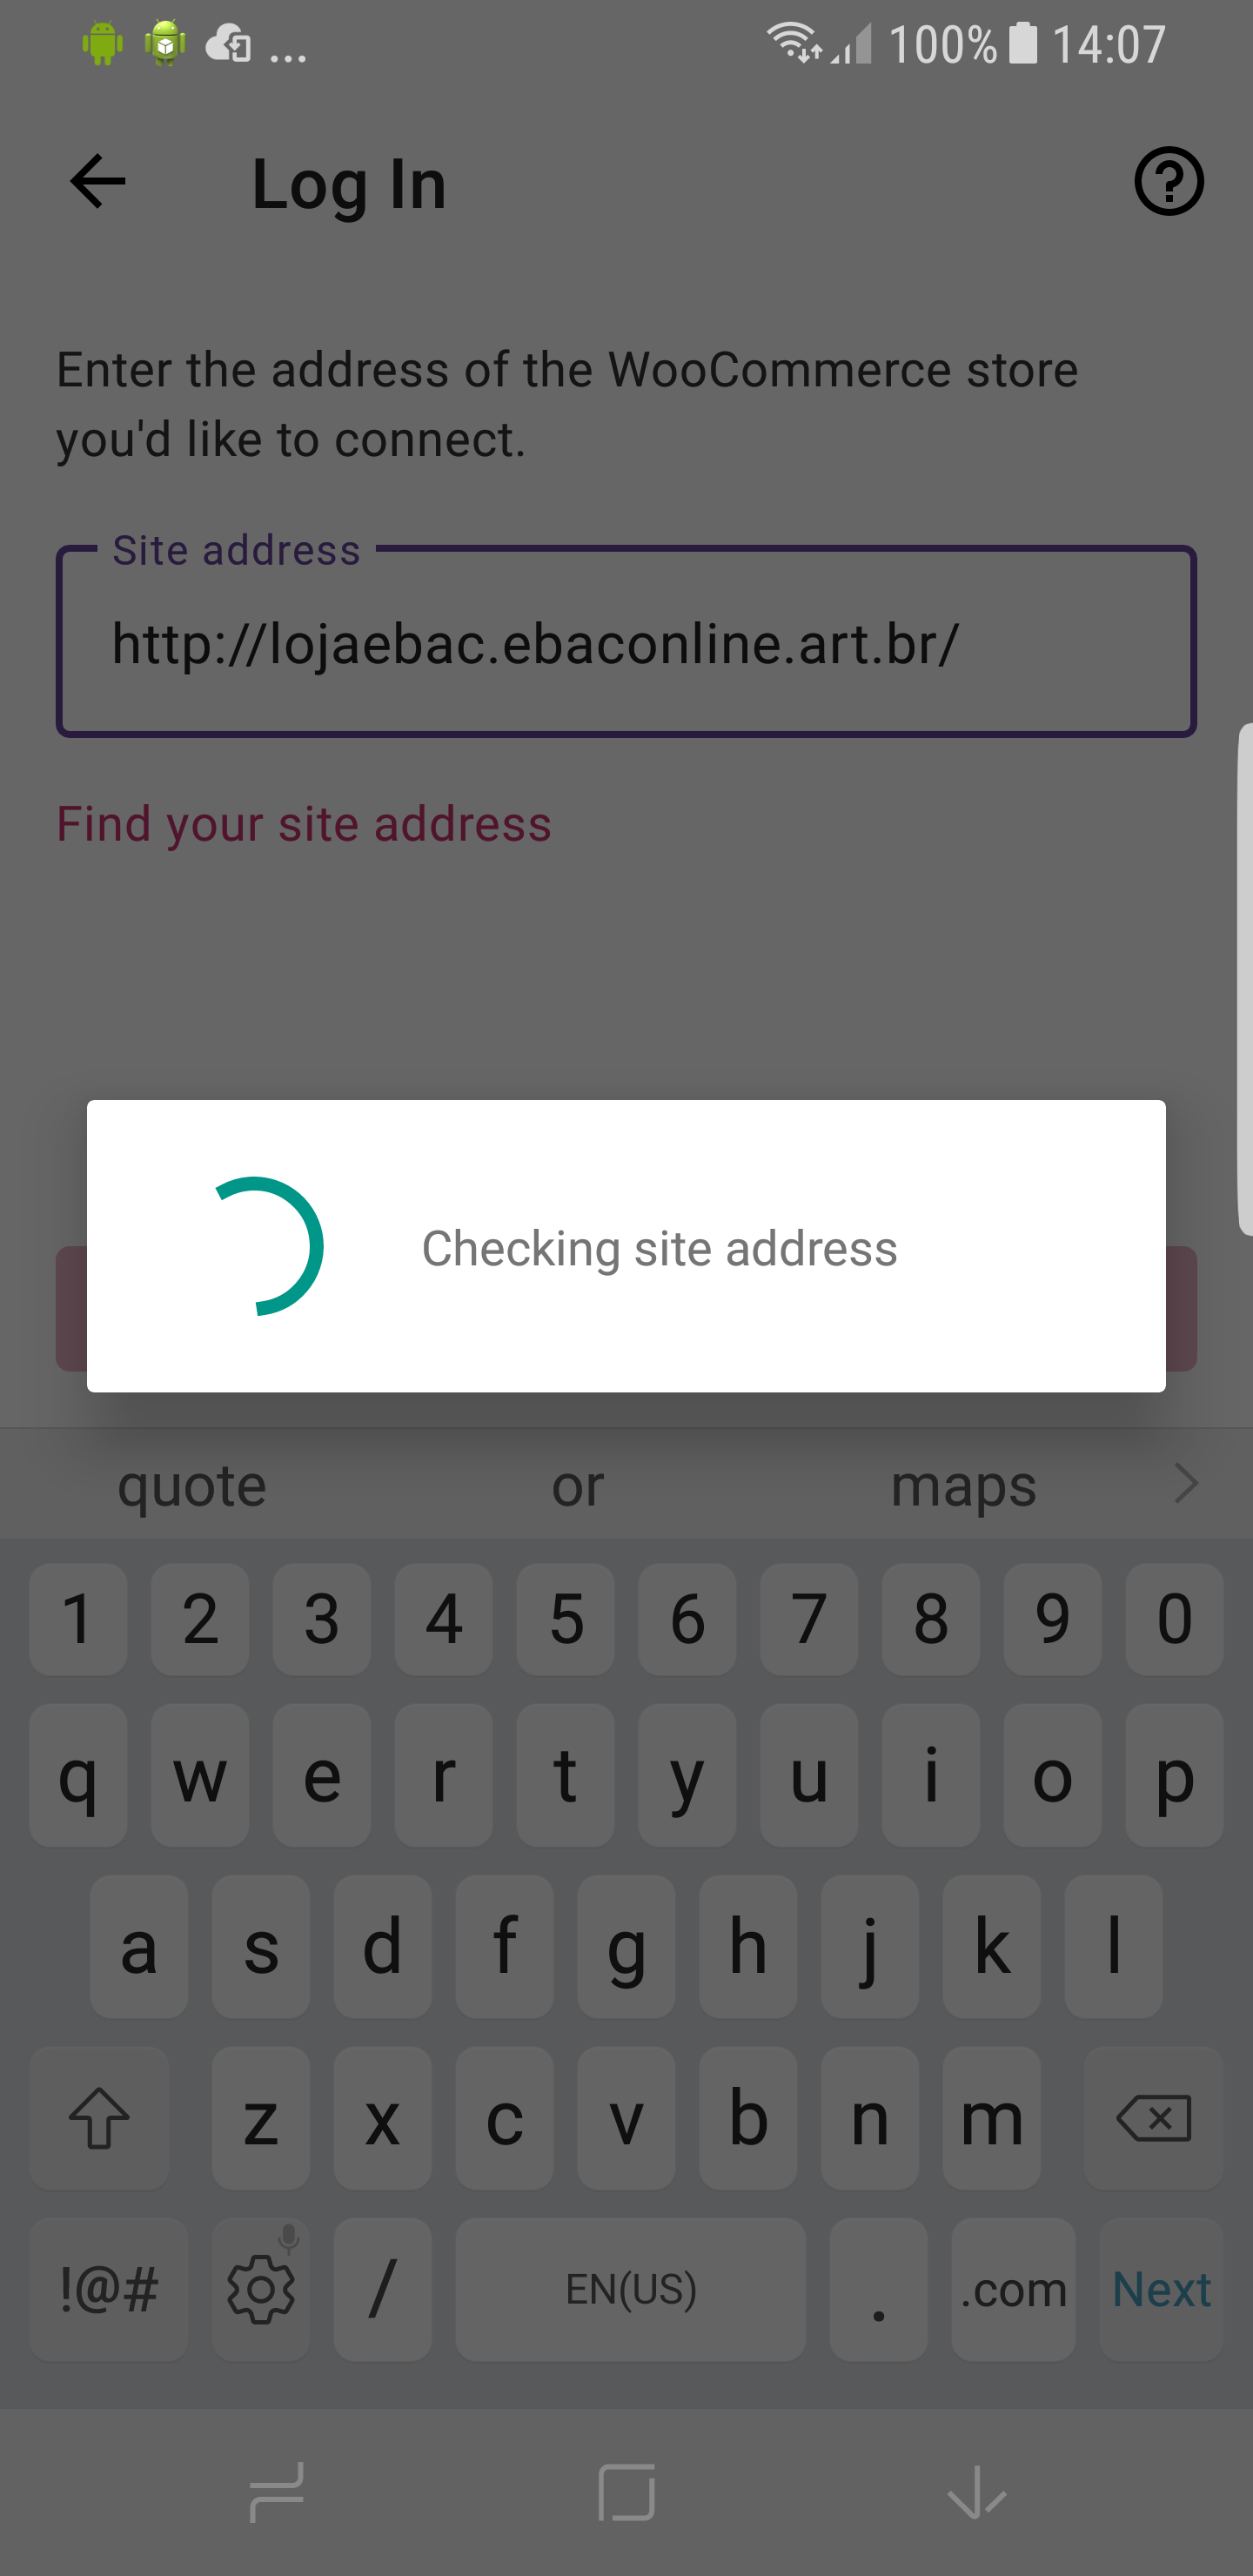 ... 100% 14:07
Log In
Enter the address of the WooCommerce store
you'd like to connect.
Site address
http://lojaebac.ebaconline.art.br/
Find your site address
Checking site address
quote or maps
1 2 3 4 5 6 7 8 9 0
q w e r t y u i o p
a s d f g h j k l
z x c v b n m
!@# / EN(US) . .com Next